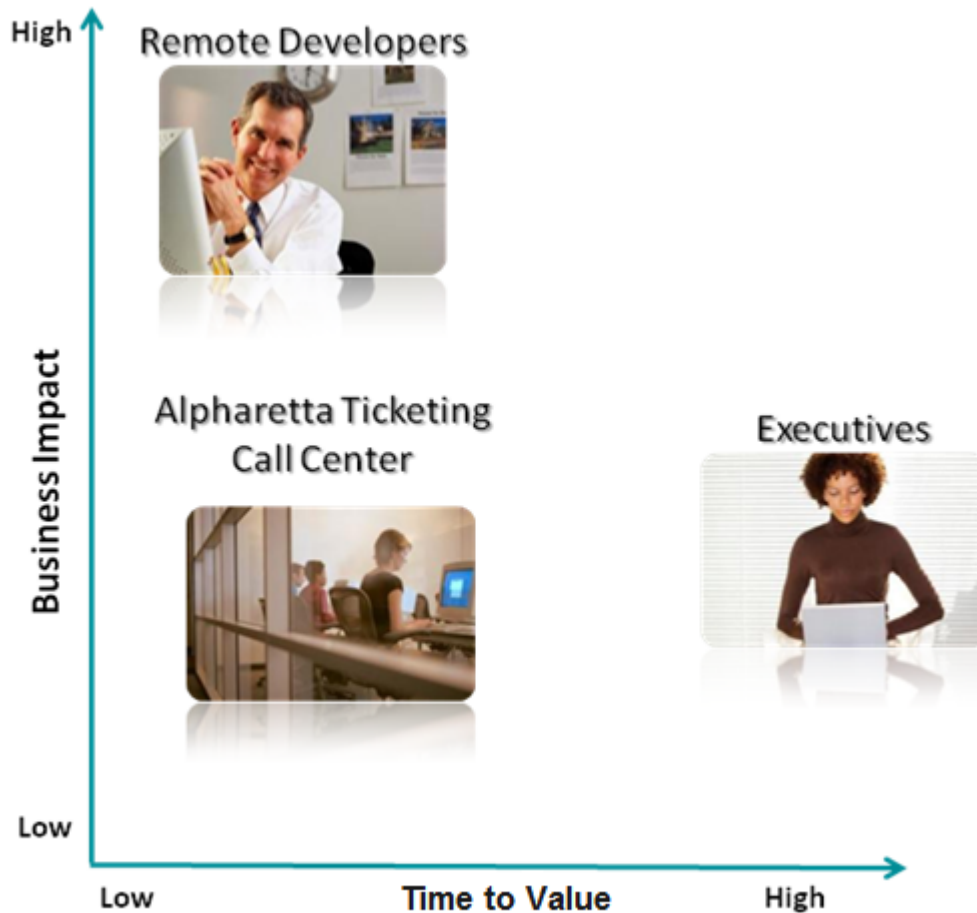 High
Remote Developers
Business Impact
Alpharetta Ticketing
Call Center
Executives
Low
Low
Time to Value
High